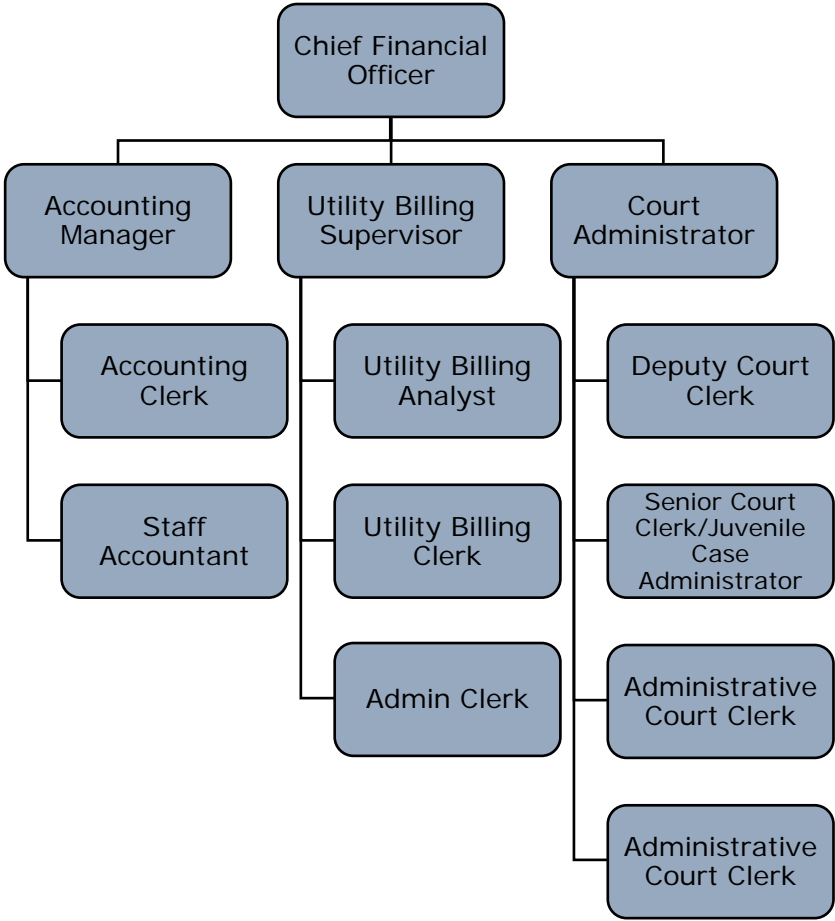 Chief Financial
Officer
Accounting
Manager
Utility Billing
Supervisor
Court
Administrator
Accounting
Clerk
Utility Billing
Analyst
Deputy Court
Clerk
Staff
Accountant
Utility Billing
Clerk
Senior Court
Clerk/Juvenile
Case
Administrator
Admin Clerk
Administrative
Court Clerk
Administrative
Court Clerk